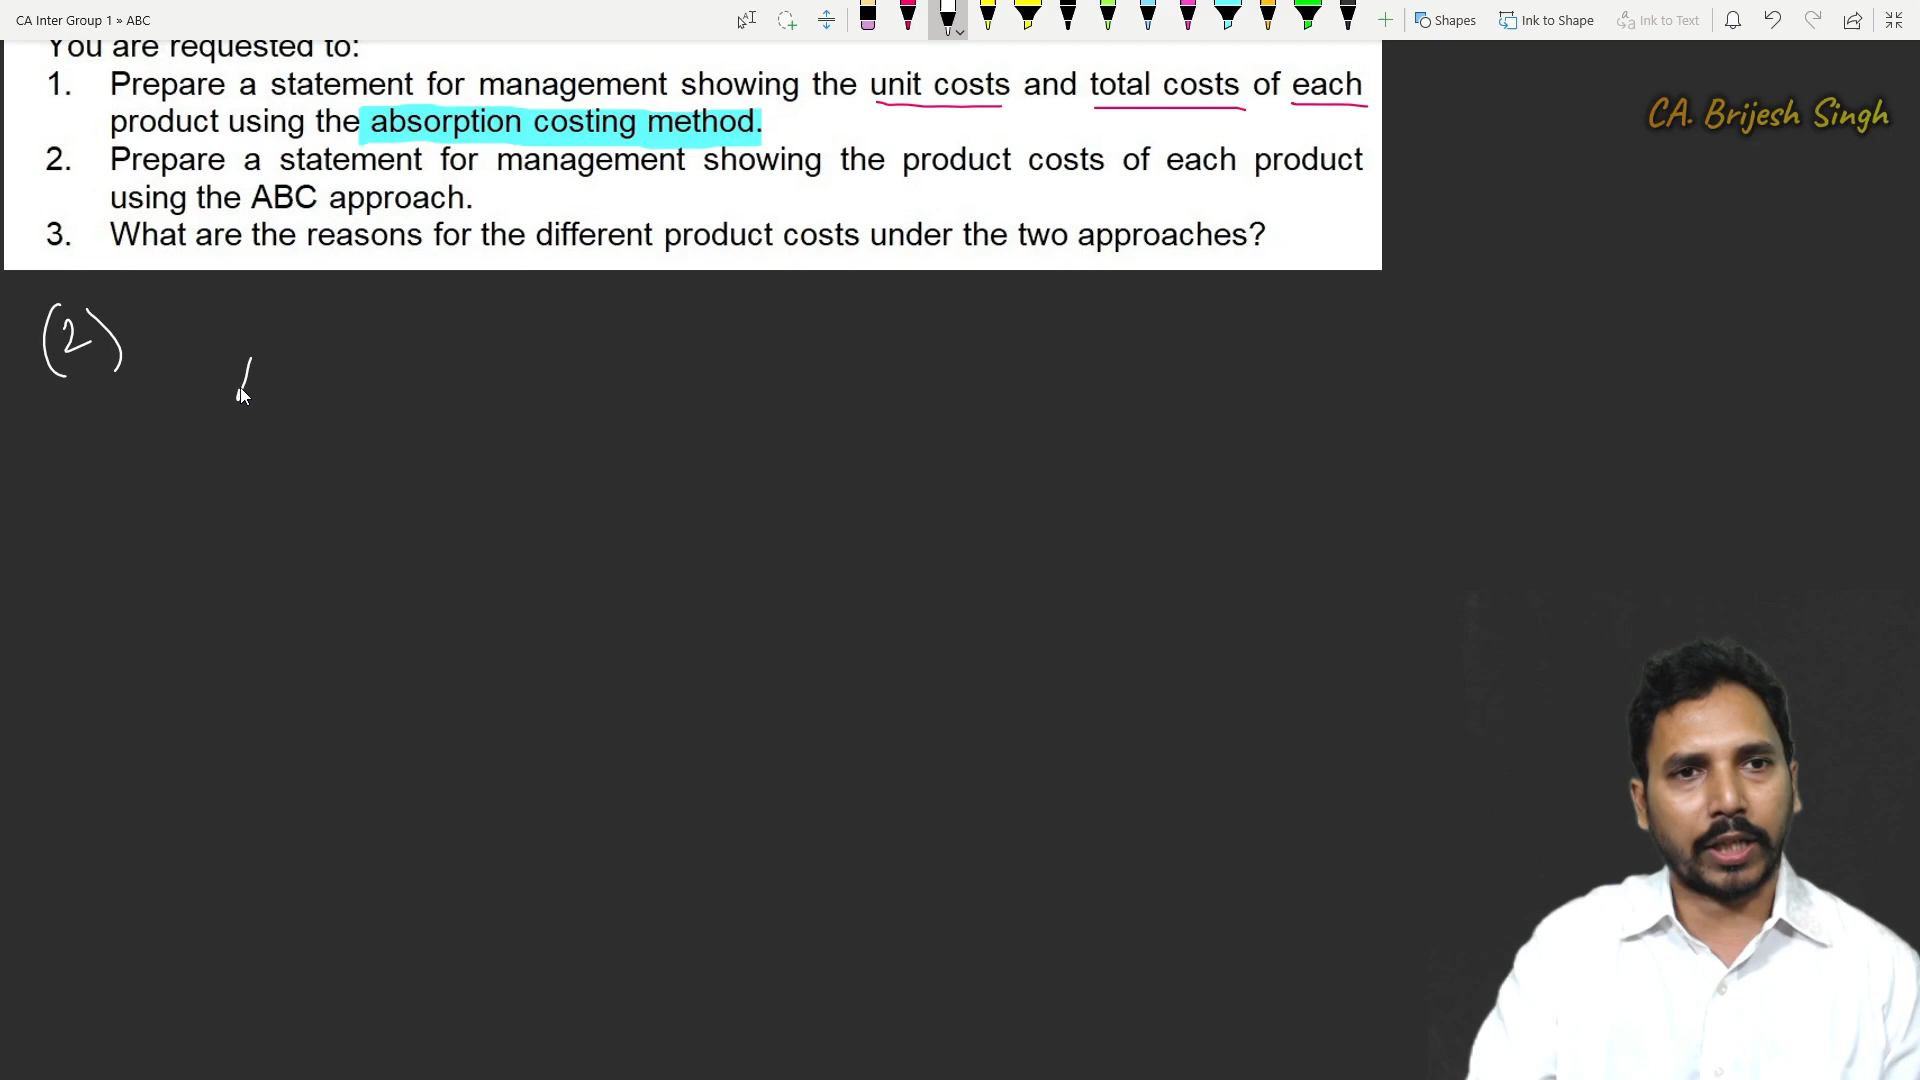 CA Inter Group 1 » ABC
Shapes
Ink to Shape
Ink to Text
You are requested to:
1. Prepare a statement for management showing the unit costs and total costs of each
product using the absorption costing method.
2. Prepare a statement for management showing the product costs of each product
using the ABC approach.
3. What are the reasons for the different product costs under the two approaches?
CA. Brijesh Singh
(2)